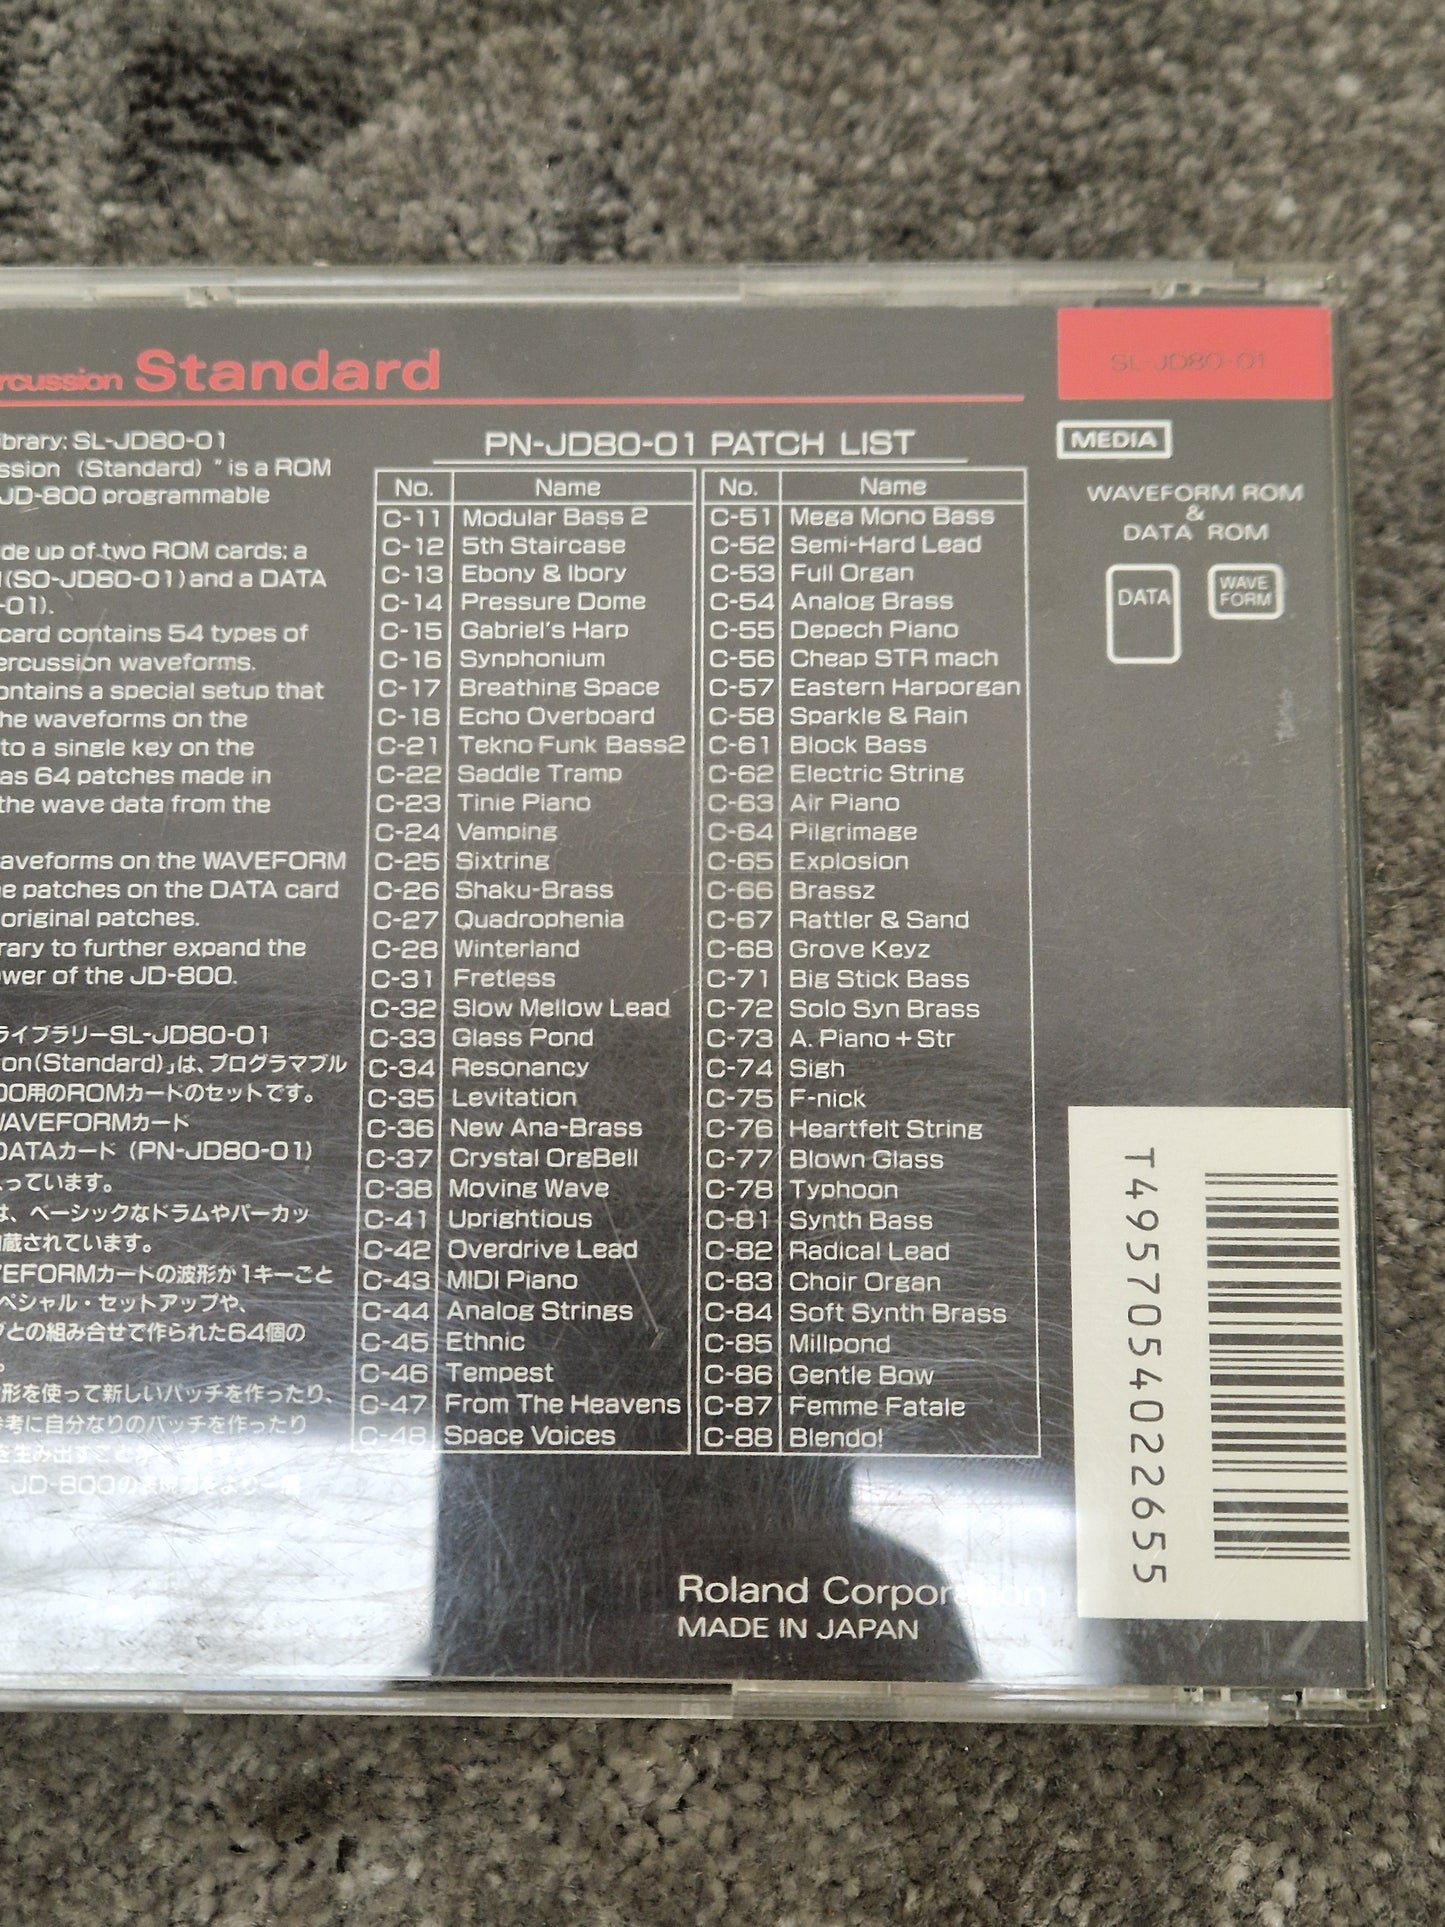 rcussion Standard
ibrary: SL-JD80-01
ssion (Standard) " is a ROM
JD-800 programmable
de up of two ROM cards: a
(SO-JD80-01) and a DATA
-01).
card contains 54 types of
ercussion waveforms.
ontains a special setup that
he waveforms on the
to a single key on the
as 64 patches made in
the wave data from the
aveforms on the WAVEFORM
he patches on the DATA card
original patches.
rary to further expand the
wer of the JD-800.
ライブラリーSL-JD80-01
on(Standard)」は、プログラマブル
00用のROMカードのセットです。
WAVEFORMカード
DATAカード (PN-JD80-01)
っています。
は、ベーシックなドラムやパーカッ
蔵されています。
VEFORMカードの波形が1キーごと
ペシャル・セットアップや、
との組み合せで作られた64個の
。
形を使って新しいパッチを作ったり、
考に自分なりのパッチを作ったり
を生み出すことが
JD-800の
PN-JD80-01 PATCH LIST
No. Name
C-11 Modular Bass 2
C-12 5th Staircase
C-13 Ebony & Ibory
C-14 Pressure Dome
C-15 Gabriel's Harp
C-16 Synphonium
C-17 Breathing Space
C-18 Echo Overboard
C-21 Tekno Funk Bass2
C-22 Saddle Tramp
C-23 Tinie Piano
C-24 Vamping
C-25 Sixtring
C-26 Shaku-Brass
C-27 Quadrophenia
C-28 Winterland
C-31 Fretless
C-32 Slow Mellow Lead
C-33 Glass Pond
C-34 Resonancy
C-35 Levitation
C-36 New Ana-Brass
C-37 Crystal OrgBell
C-38 Moving Wave
C-41 Uprightious
C-42 Overdrive Lead
C-43 MIDI Piano
C-44 Analog Strings
C-45 Ethnic
C-46 Tempest
C-47 From The Heavens
C-48 Space Voices
No. Name
C-51 Mega Mono Bass
C-52 Semi-Hard Lead
C-53 Full Organ
C-54 Analog Brass
C-55 Depech Piano
C-56 Cheap STR mach
C-57 Eastern Harporgan
C-58 Sparkle & Rain
C-61 Block Bass
C-62 Electric String
C-63 Air Piano
C-64 Pilgrimage
C-65 Explosion
C-66 Brassz
C-67 Rattler & Sand
C-68 Grove Keyz
C-71 Big Stick Bass
C-72 Solo Syn Brass
C-73 A. Piano + Str
C-74 Sigh
C-75 F-nick
C-76 Heartfelt String
C-77 Blown Glass
C-78 Typhoon
C-81 Synth Bass
C-82 Radical Lead
C-83 Choir Organ
C-84 Soft Synth Brass
C-85 Millpond
C-86 Gentle Bow
C-87 Femme Fatale
C-88 Blendo!
Roland Corporation
MADE IN JAPAN
SL-JD80-01
MEDIA
WAVEFORM ROM
&
DATA ROM
DATA
WAVE
FORM
T4957054022655